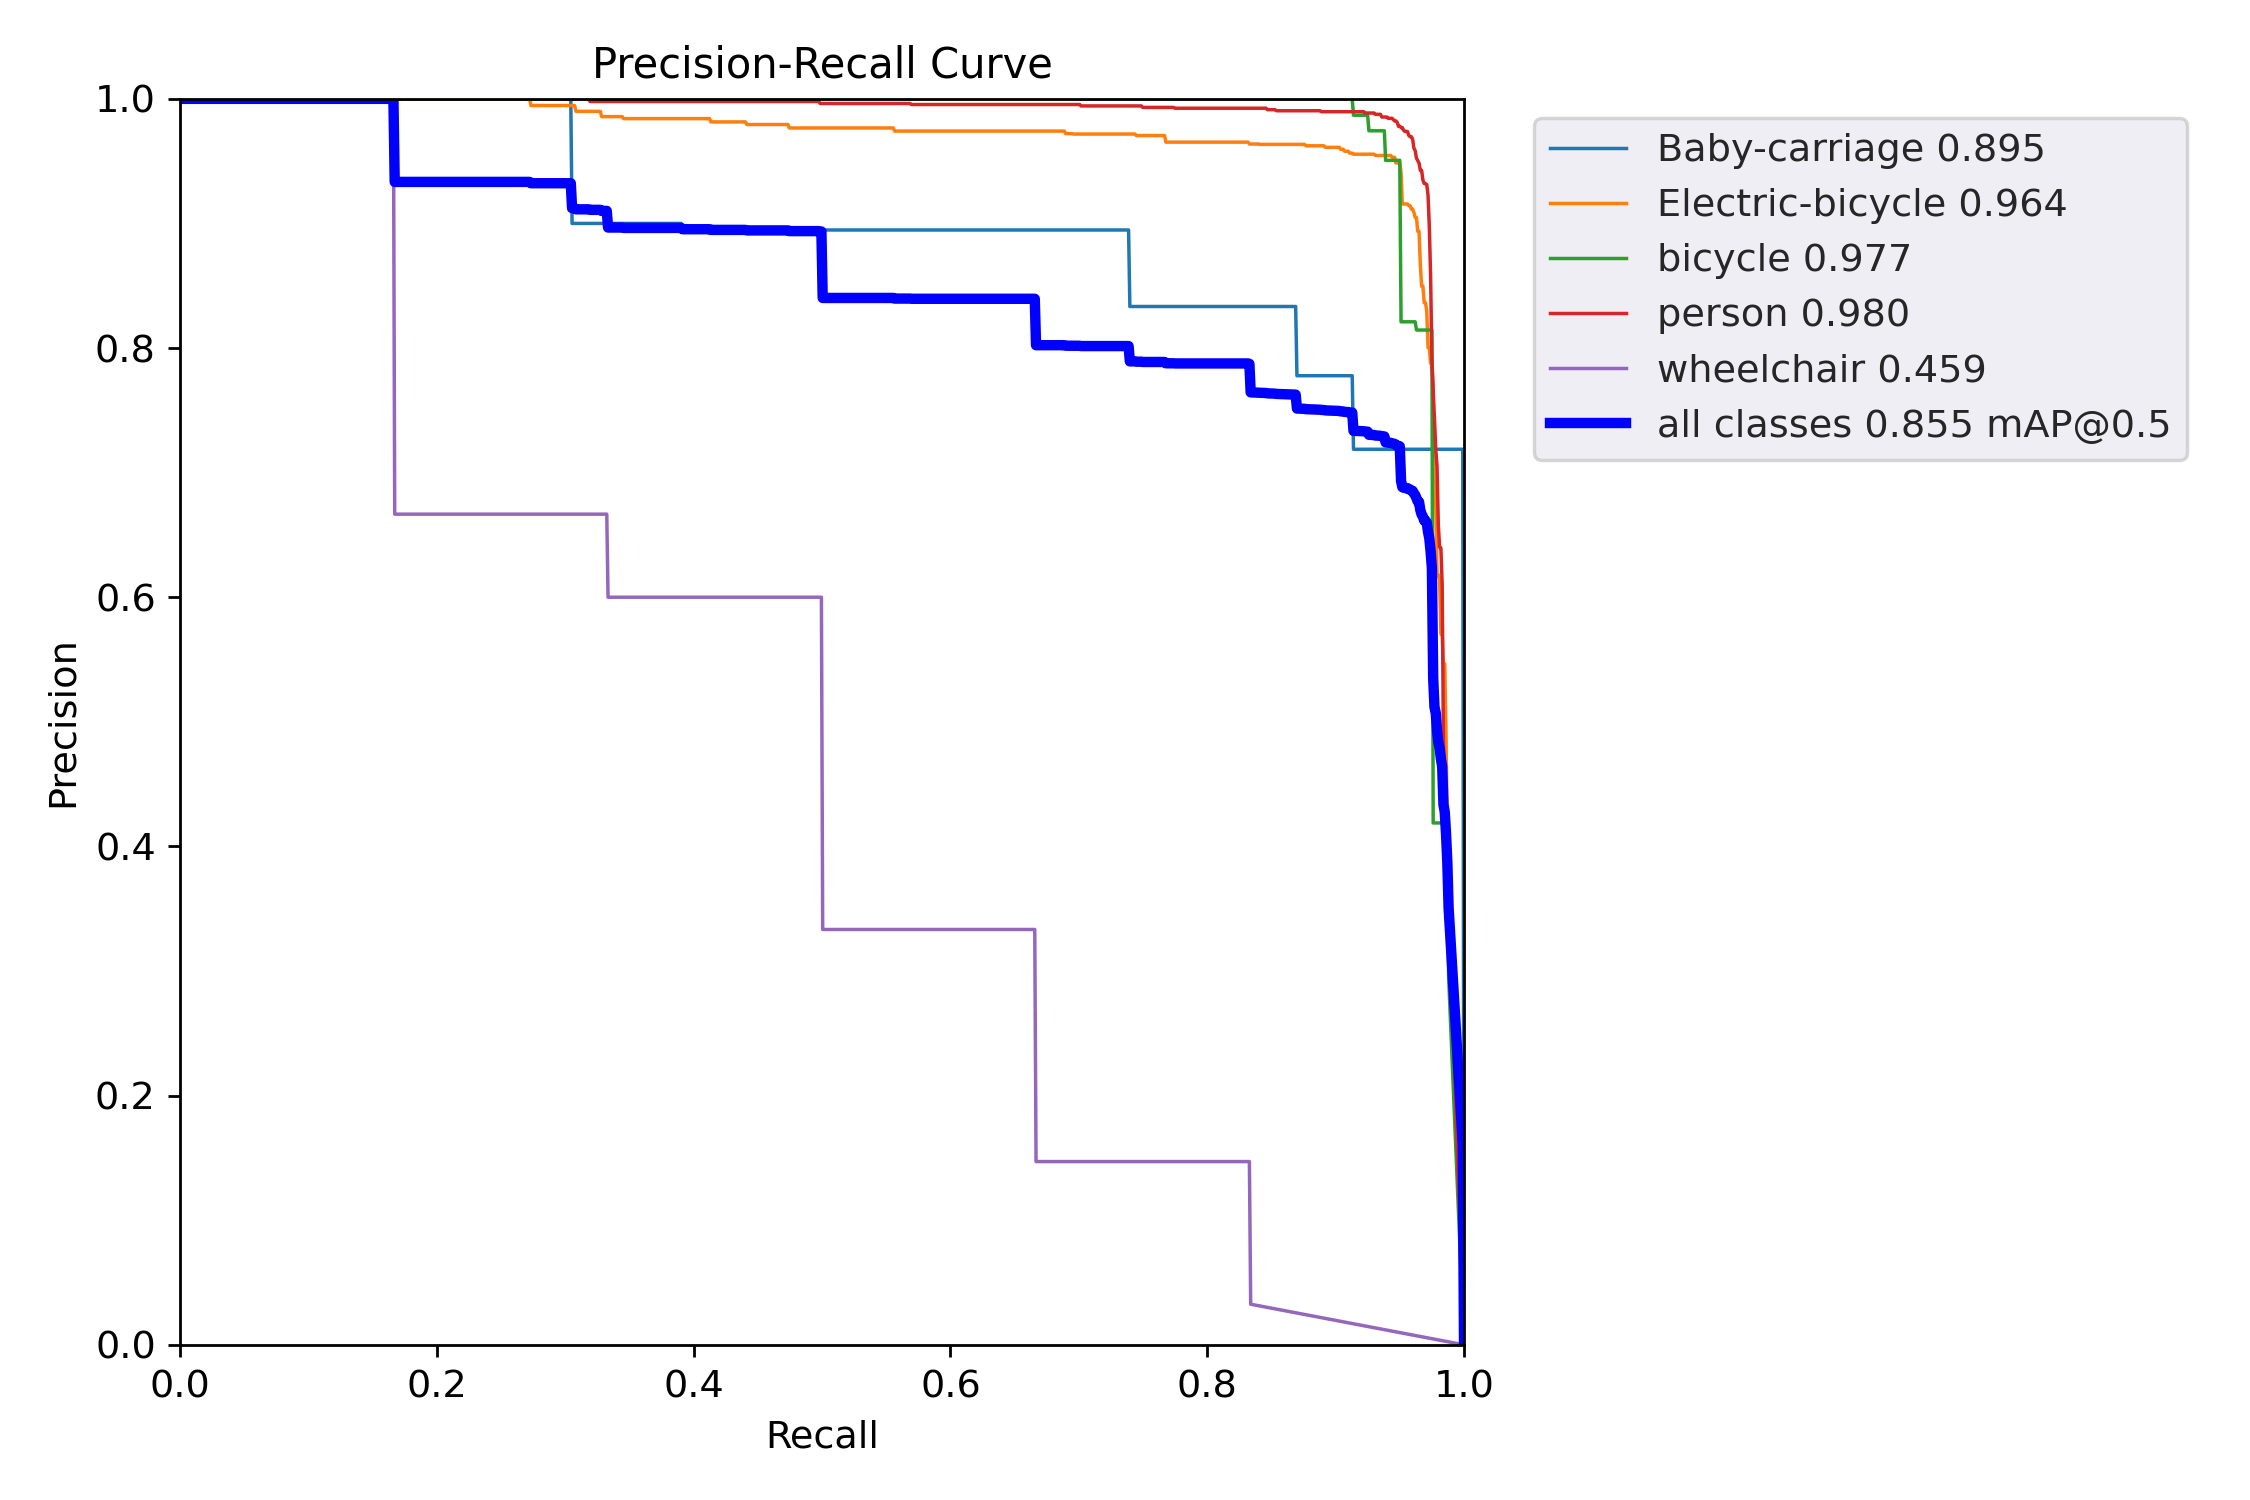 Precision-Recall Curve
1.0
0.8
0.6
0.4
0.2
0.0
Precision
0.0 0.2 0.4 0.6 0.8 1.0
Recall
Baby-carriage 0.895
Electric-bicycle 0.964
bicycle 0.977
person 0.980
wheelchair 0.459
all classes 0.855 mAP@0.5